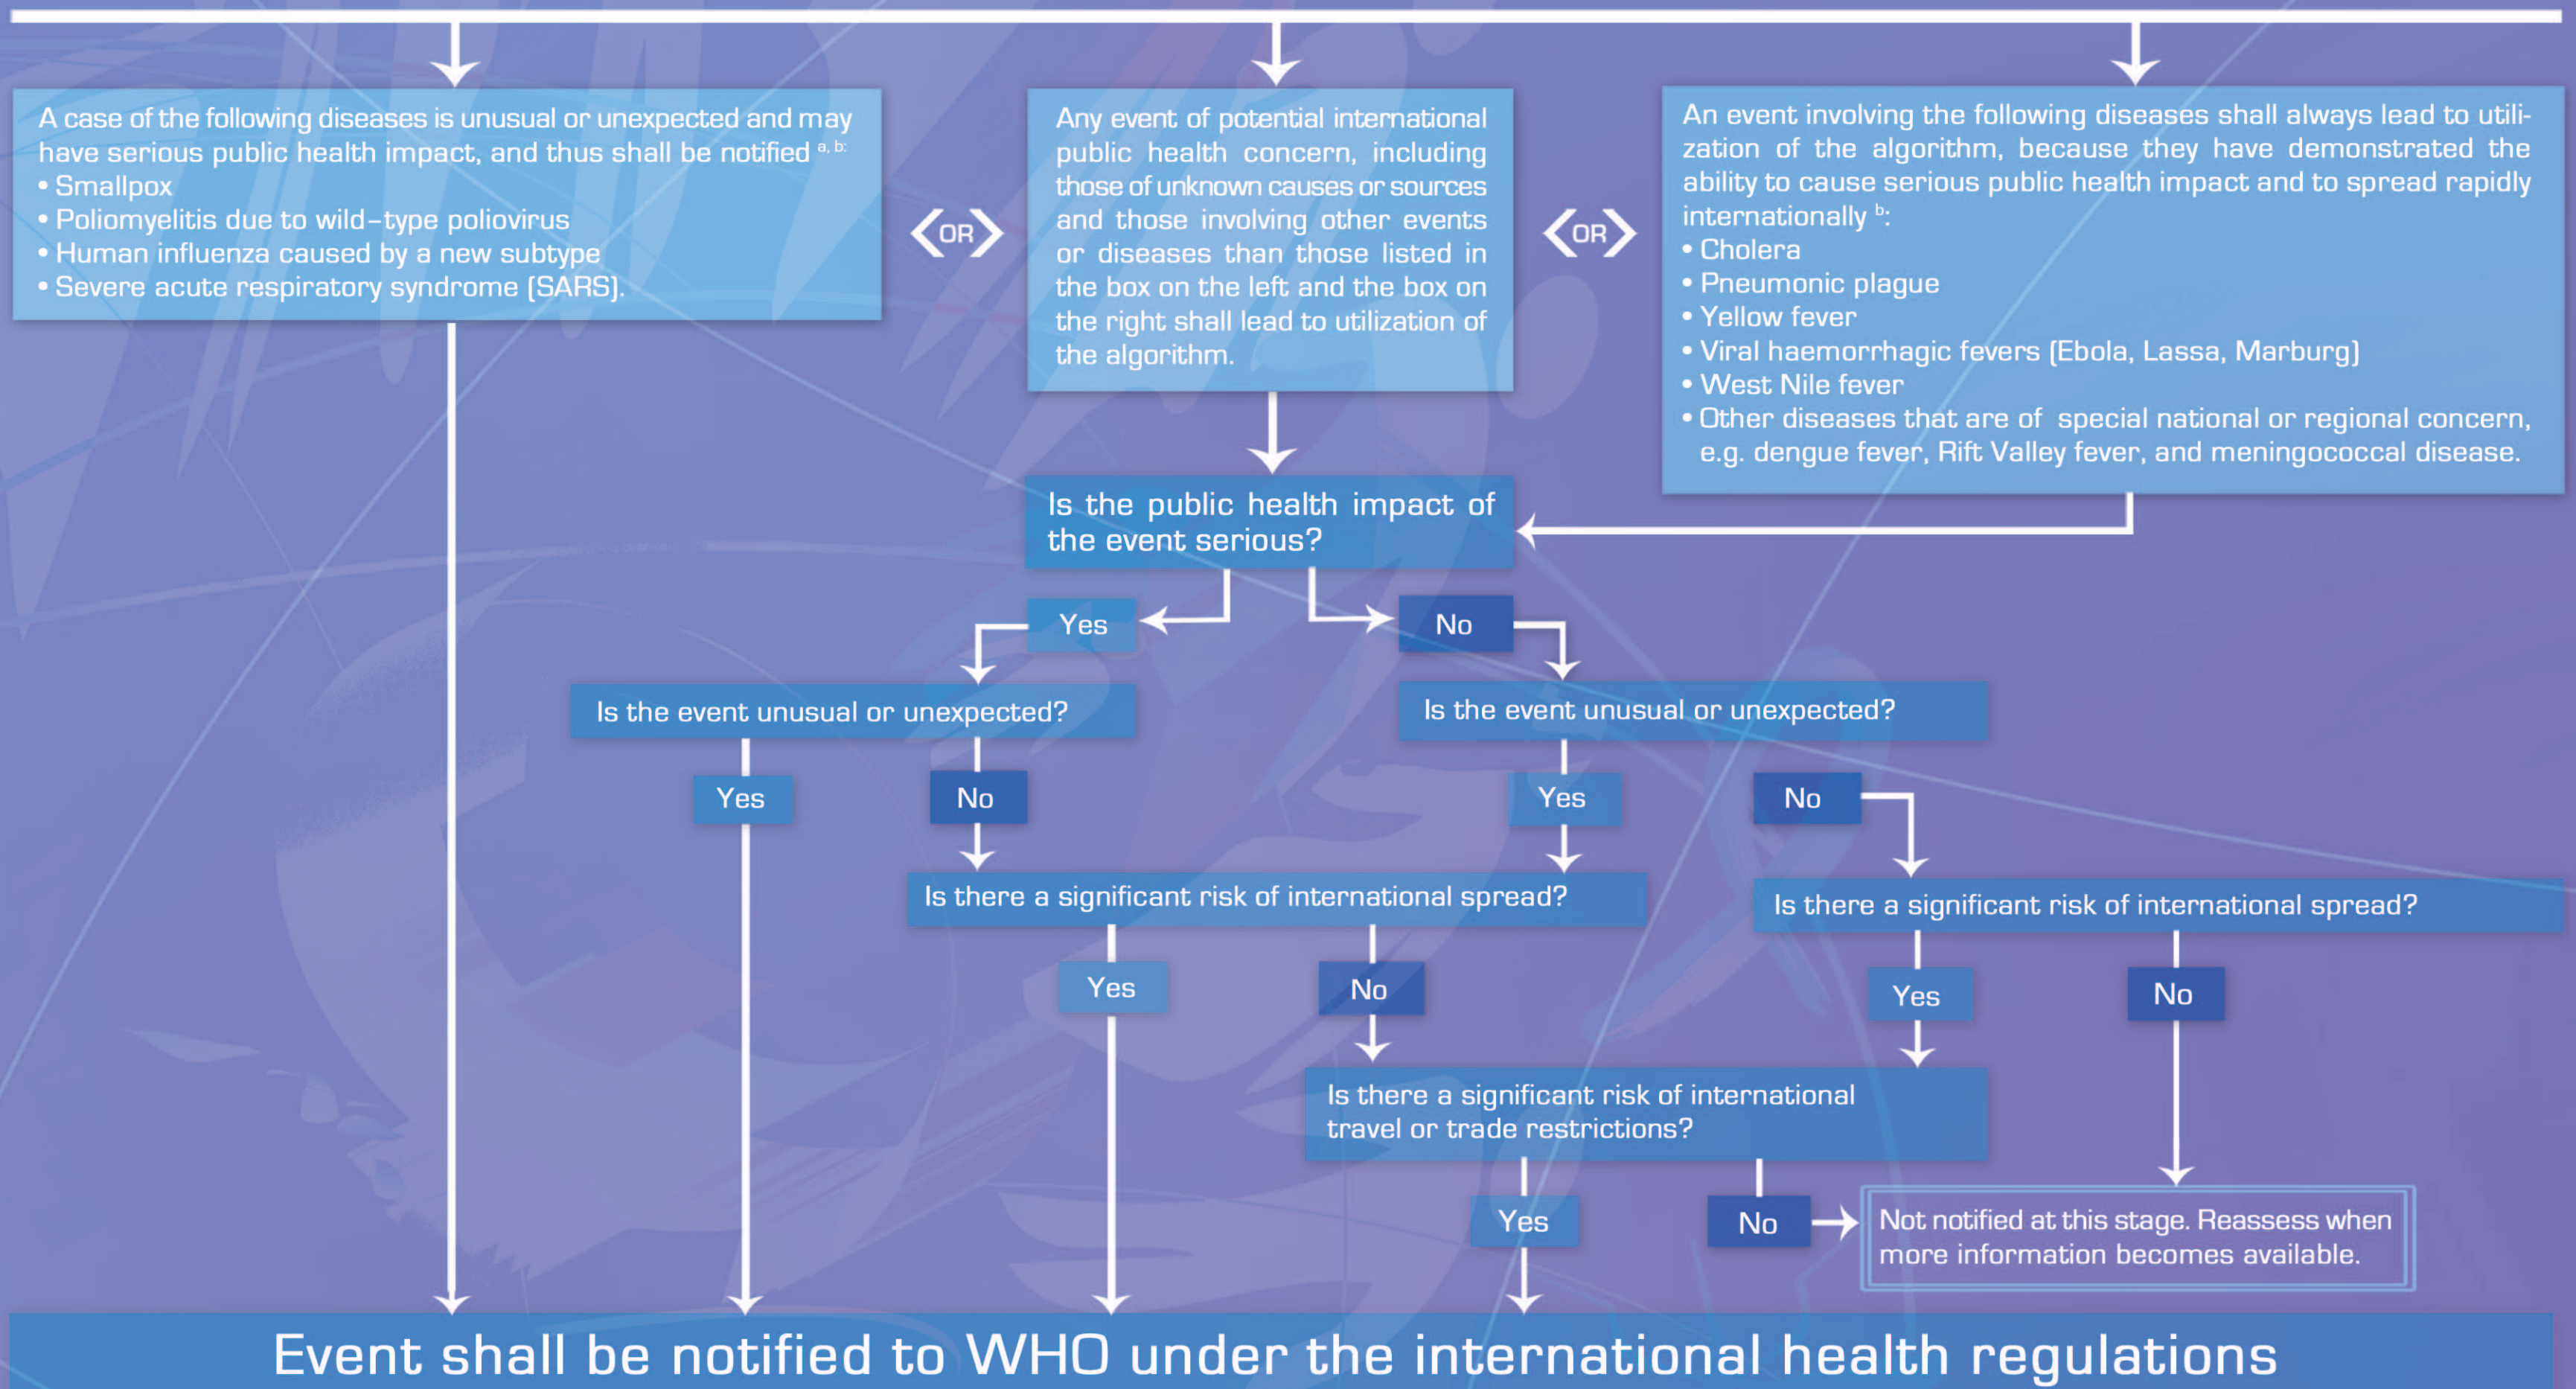 A case of the following diseases is unusual or unexpected and may
have serious public health impact, and thus shall be notified a, b:
• Smallpox
• Poliomyelitis due to wild-type poliovirus
• Human influenza caused by a new subtype
• Severe acute respiratory syndrome (SARS).
OR
Any event of potential international
public health concern, including
those of unknown causes or sources
and those involving other events
or diseases than those listed in
the box on the left and the box on
the right shall lead to utilization of
the algorithm.
OR
An event involving the following diseases shall always lead to utili-
zation of the algorithm, because they have demonstrated the
ability to cause serious public health impact and to spread rapidly
internationally b:
• Cholera
• Pneumonic plague
• Yellow fever
• Viral haemorrhagic fevers (Ebola, Lassa, Marburg)
• West Nile fever
• Other diseases that are of special national or regional concern,
e.g. dengue fever, Rift Valley fever, and meningococcal disease.
Is the public health impact of
the event serious?
Yes
No
Is the event unusual or unexpected?
Is the event unusual or unexpected?
Yes
No
Yes
No
Is there a significant risk of international spread?
Is there a significant risk of international spread?
Yes
No
Yes
No
Is there a significant risk of international
travel or trade restrictions?
Yes
No
Not notified at this stage. Reassess when
more information becomes available.
Event shall be notified to WHO under the international health regulations